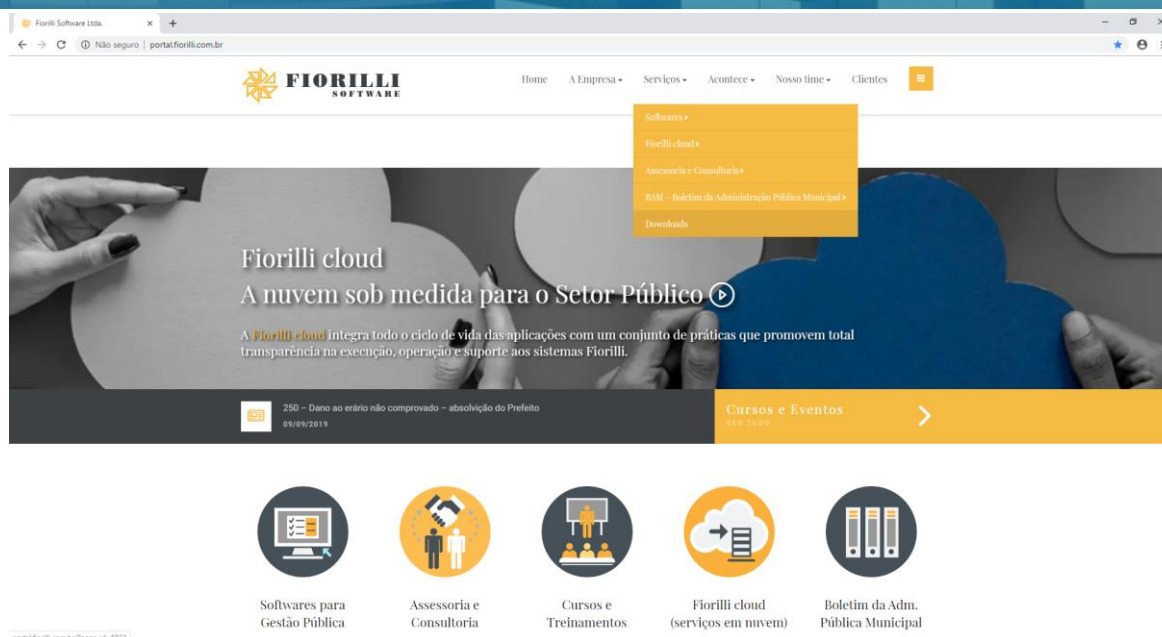 Fiorilli Software Ltda.
Não seguro | portal.fiorilli.com.br
FIORILLI
SOFTWARE
Home A Empresa Serviços Acontece Nosso time Clientes
Softwares
Fiorilli cloud
Assessoria e Consultoria
BAM – Boletim da Administração Pública Municipal
Downloads
Fiorilli cloud
A nuvem sob medida para o Setor Público
A Fiorilli cloud integra todo o ciclo de vida das aplicações com um conjunto de práticas que promovem total
transparência na execução, operação e suporte aos sistemas Fiorilli.
250 – Dano ao erário não comprovado – absolvição do Prefeito
09/09/2019
Cursos e Eventos
VER TUDO
Softwares para
Gestão Pública
Assessoria e
Consultoria
Cursos e
Treinamentos
Fiorilli cloud
(serviços em nuvem)
Boletim da Adm.
Pública Municipal